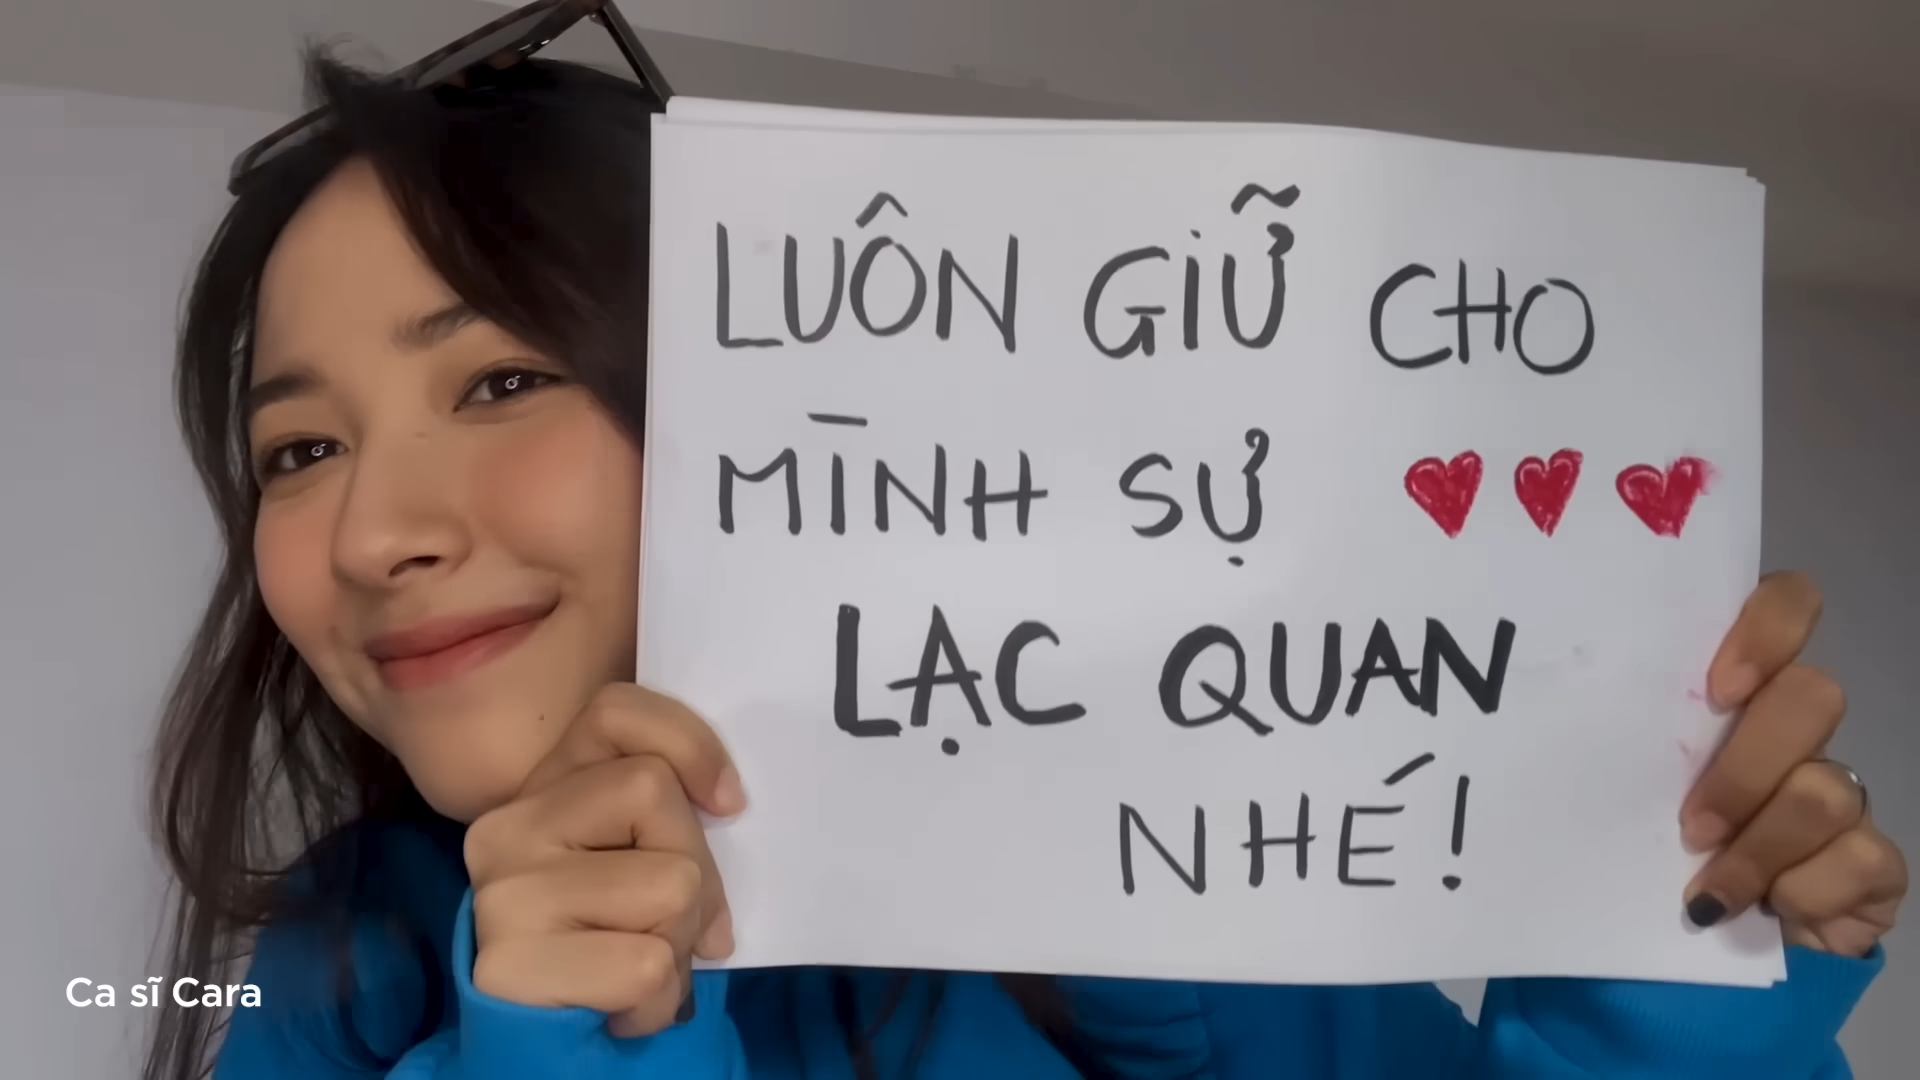 LUÔN GIỮ CHO
MÌNH SỰ
LẠC QUAN
NHÉ!
Ca sĩ Cara